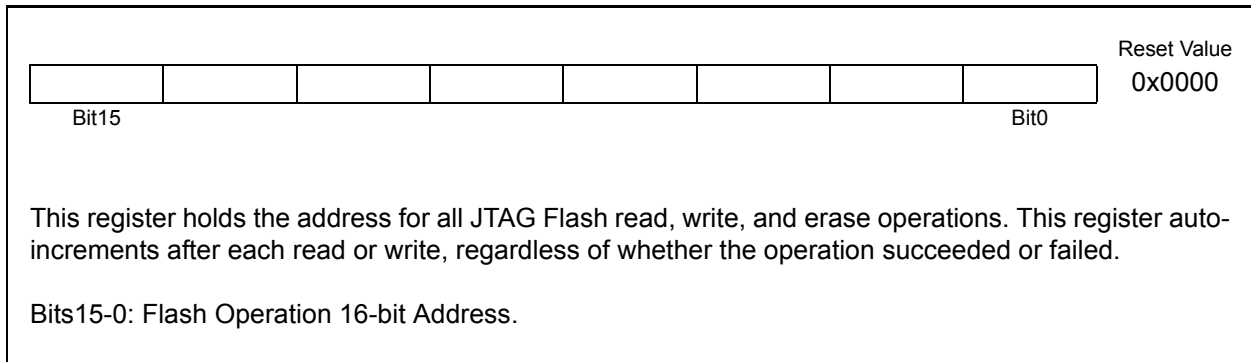 Reset Value
0x0000
Bit15 Bit0
This register holds the address for all JTAG Flash read, write, and erase operations. This register auto-
increments after each read or write, regardless of whether the operation succeeded or failed.
Bits15-0: Flash Operation 16-bit Address.